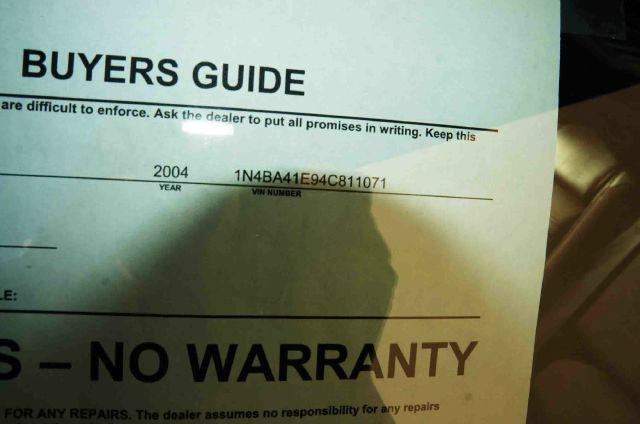 BUYERS GUIDE
are difficult to enforce. Ask the dealer to put all promises in writing. Keep this
2004 1N4BA41E94C811071
YEAR VIN NUMBER
LE:
S – NO WARRANTY
FOR ANY REPAIRS. The dealer assumes no responsibility for any repairs